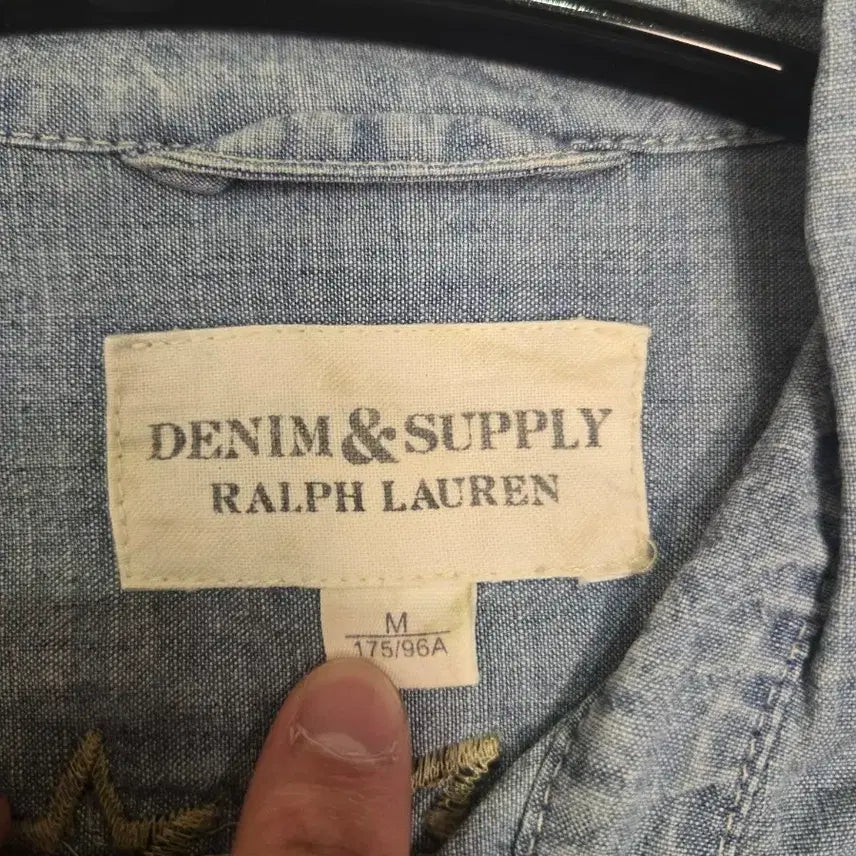 DENIM & SUPPLY
RALPH LAUREN
M
175/96A